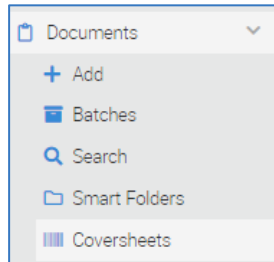 Documents
Add
Batches
Search
Smart Folders
Coversheets